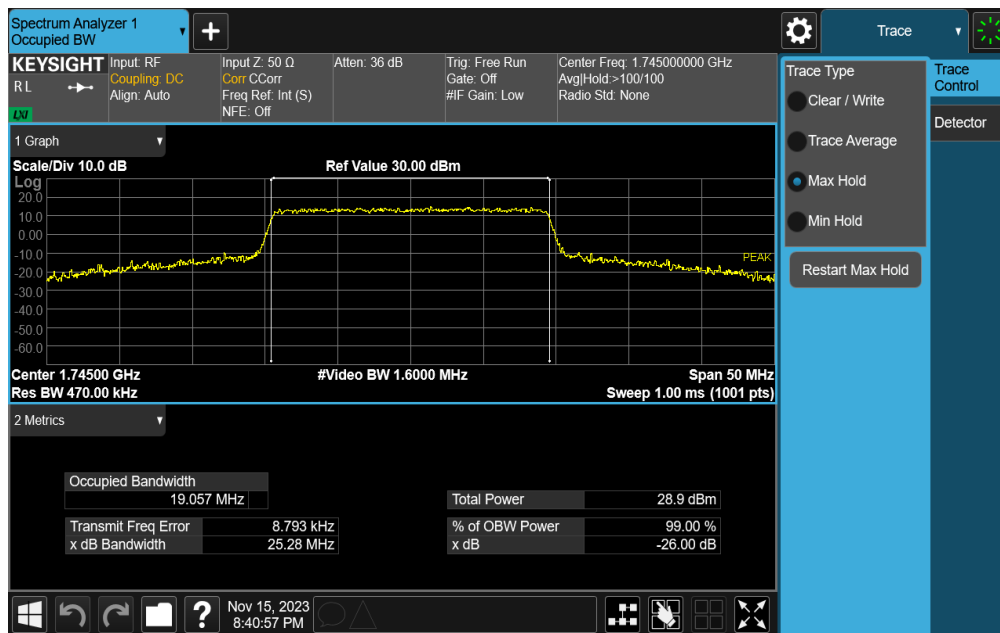 Spectrum Analyzer 1
Occupied BW
+
Trace
KEYSIGHT
RL
LXI
Input: RF
Coupling: DC
Align: Auto
Input Z: 50 Ω
Corr CCorr
Freq Ref: Int (S)
NFE: Off
Atten: 36 dB
Trig: Free Run
Gate: Off
#IF Gain: Low
Center Freq: 1.745000000 GHz
Avg|Hold:>100/100
Radio Std: None
Trace Type
Clear / Write
Trace Average
Max Hold
Min Hold
Restart Max Hold
Trace
Control
Detector
1 Graph
Scale/Div 10.0 dB
Ref Value 30.00 dBm
Log
20.0
10.0
0.00
-10.0
-20.0
-30.0
-40.0
-50.0
-60.0
PEAK
Center 1.74500 GHz
#Video BW 1.6000 MHz
Span 50 MHz
Res BW 470.00 kHz
Sweep 1.00 ms (1001 pts)
2 Metrics
Occupied Bandwidth
19.057 MHz
Total Power 28.9 dBm
Transmit Freq Error 8.793 kHz
% of OBW Power 99.00 %
x dB Bandwidth 25.28 MHz
x dB -26.00 dB
?
Nov 15, 2023
8:40:57 PM